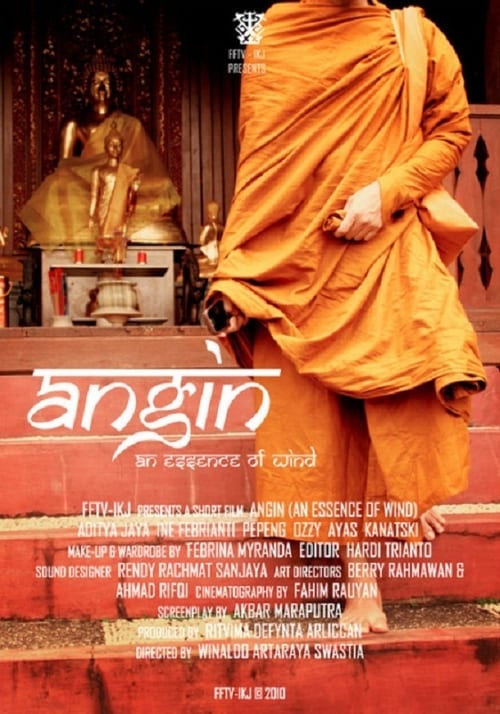 FFTV-IKJ
PRESENTS
angin
an essence of wind
FFTV-IKJ PRESENTS A SHORT FILM ANGIN (AN ESSENCE OF WIND)
ADITYA JAYA INE FEBRIANTI PEPENG OZZY AYAS KANATSKI
MAKE-UP & WARDROBE BY FEBRINA MYRANDA EDITOR HARDI TRIANTO
SOUND DESIGNER RENDY RACHMAT SANJAYA ART DIRECTORS BERRY RAHMAWAN &
AHMAD RIFQI CINEMATOGRAPHY BY FAHIM RAUYAN
SCREENPLAY BY AKBAR MARAPUTRA
PRODUCED BY RITVIMA DEFYNTA ARLICCAN
DIRECTED BY WINALDO ARTARAYA SWASTIA
FFTV-IKJ © 2010